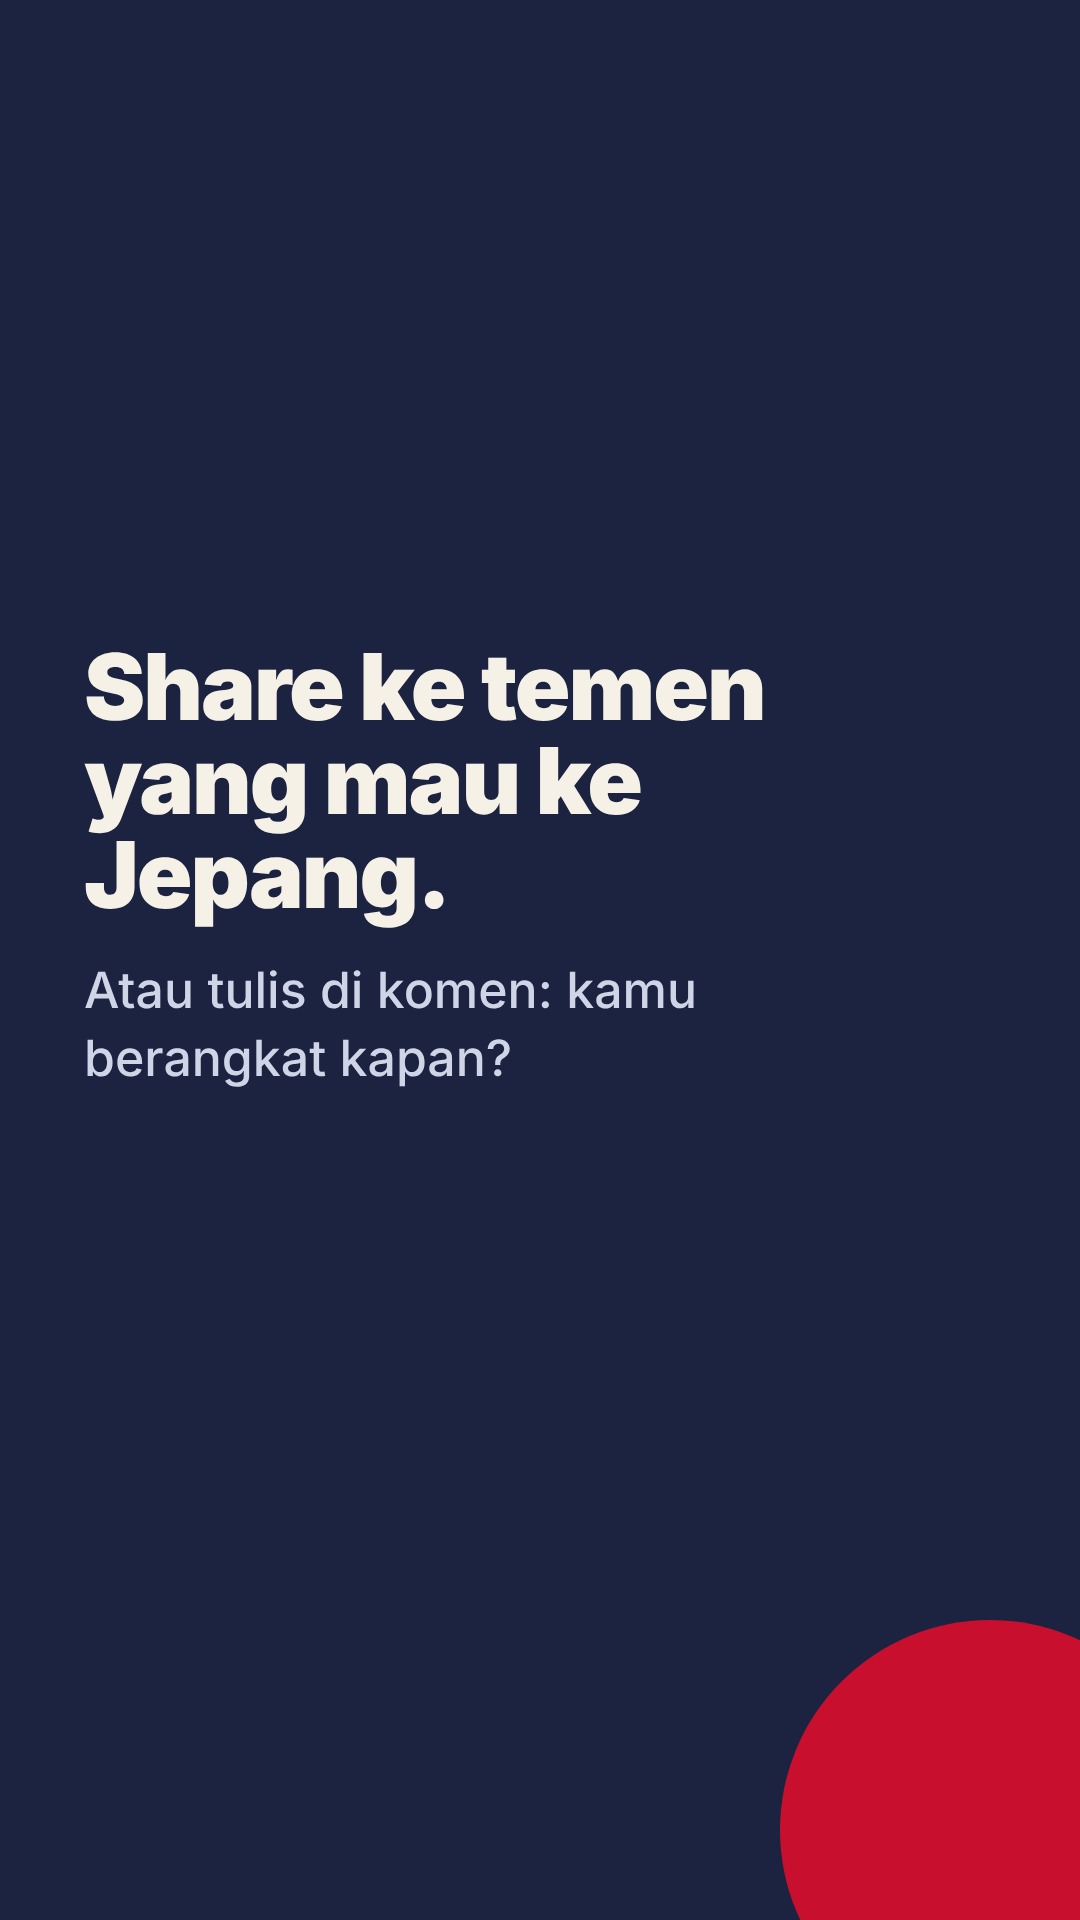 Share ke temen
yang mau ke
Jepang.
Atau tulis di komen: kamu
berangkat kapan?